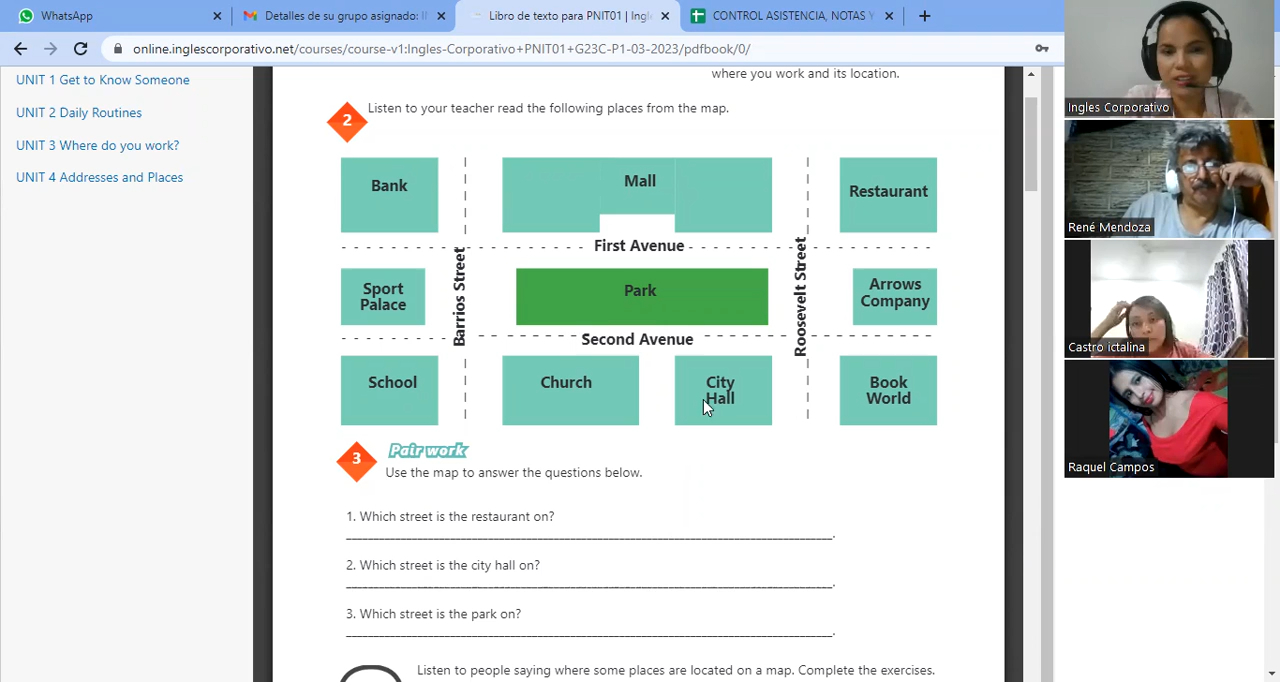 WhatsApp
Detalles de su grupo asignado: I
Libro de texto para PNIT01 | Ingl
CONTROL ASISTENCIA, NOTAS Y
online.inglescorporativo.net/courses/course-v1:Ingles-Corporativo+PNIT01+G23C-P1-03-2023/pdfbook/0/
UNIT 1 Get to Know Someone
UNIT 2 Daily Routines
UNIT 3 Where do you work?
UNIT 4 Addresses and Places
where you work and its location.
2
Listen to your teacher read the following places from the map.
Bank
Mall
Restaurant
First Avenue
Barrios Street
Roosevelt Street
Sport
Palace
Park
Arrows
Company
Second Avenue
School
Church
City
Hall
Book
World
3
Pair work
Use the map to answer the questions below.
1. Which street is the restaurant on?
2. Which street is the city hall on?
3. Which street is the park on?
Listen to people saying where some places are located on a map. Complete the exercises.
Ingles Corporativo
René Mendoza
Castro ictalina
Raquel Campos